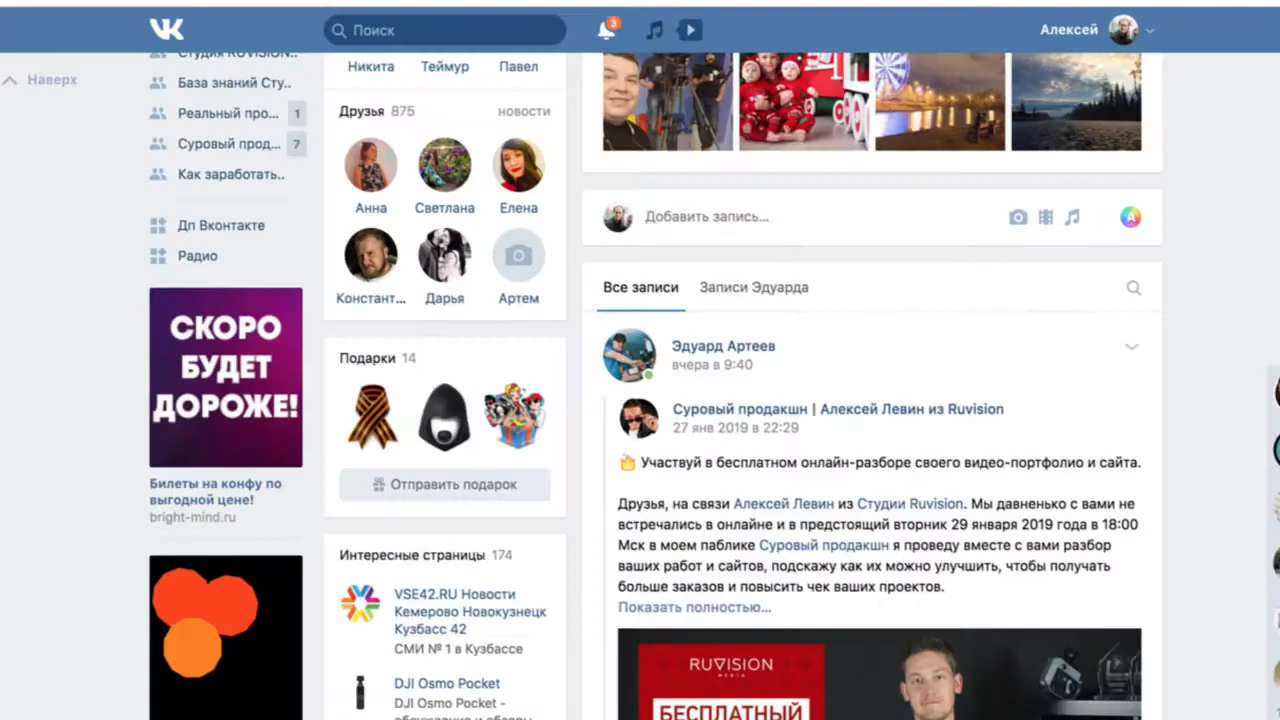 VK
Поиск
3
Алексей
Наверх
Студия RUVISION..
База знаний Сту..
Реальный про... 1
Суровый прод... 7
Как заработать..
Дп Вконтакте
Радио
СКОРО
БУДЕТ
ДОРОЖЕ!
Билеты на конфу по
выгодной цене!
bright-mind.ru
Никита Теймур Павел
Друзья 875 новости
Анна Светлана Елена
Констант... Дарья Артем
Подарки 14
Отправить подарок
Интересные страницы 174
VSE42.RU Новости
Кемерово Новокузнецк
Кузбасс 42
СМИ № 1 в Кузбассе
DJI Osmo Pocket
DJI Osmo Pocket -
обсуждение и обзоры
Добавить запись...
A
Все записи Записи Эдуарда
Эдуард Артеев
вчера в 9:40
Суровый продакшн | Алексей Левин из Ruvision
27 янв 2019 в 22:29
Участвуй в бесплатном онлайн-разборе своего видео-портфолио и сайта.
Друзья, на связи Алексей Левин из Студии Ruvision. Мы давненько с вами не
встречались в онлайне и в предстоящий вторник 29 января 2019 года в 18:00
Мск в моем паблике Суровый продакшн я проведу вместе с вами разбор
ваших работ и сайтов, подскажу как их можно улучшить, чтобы получать
больше заказов и повысить чек ваших проектов.
Показать полностью...
RUVISION
MEDIA
БЕСПЛАТНЫЙ